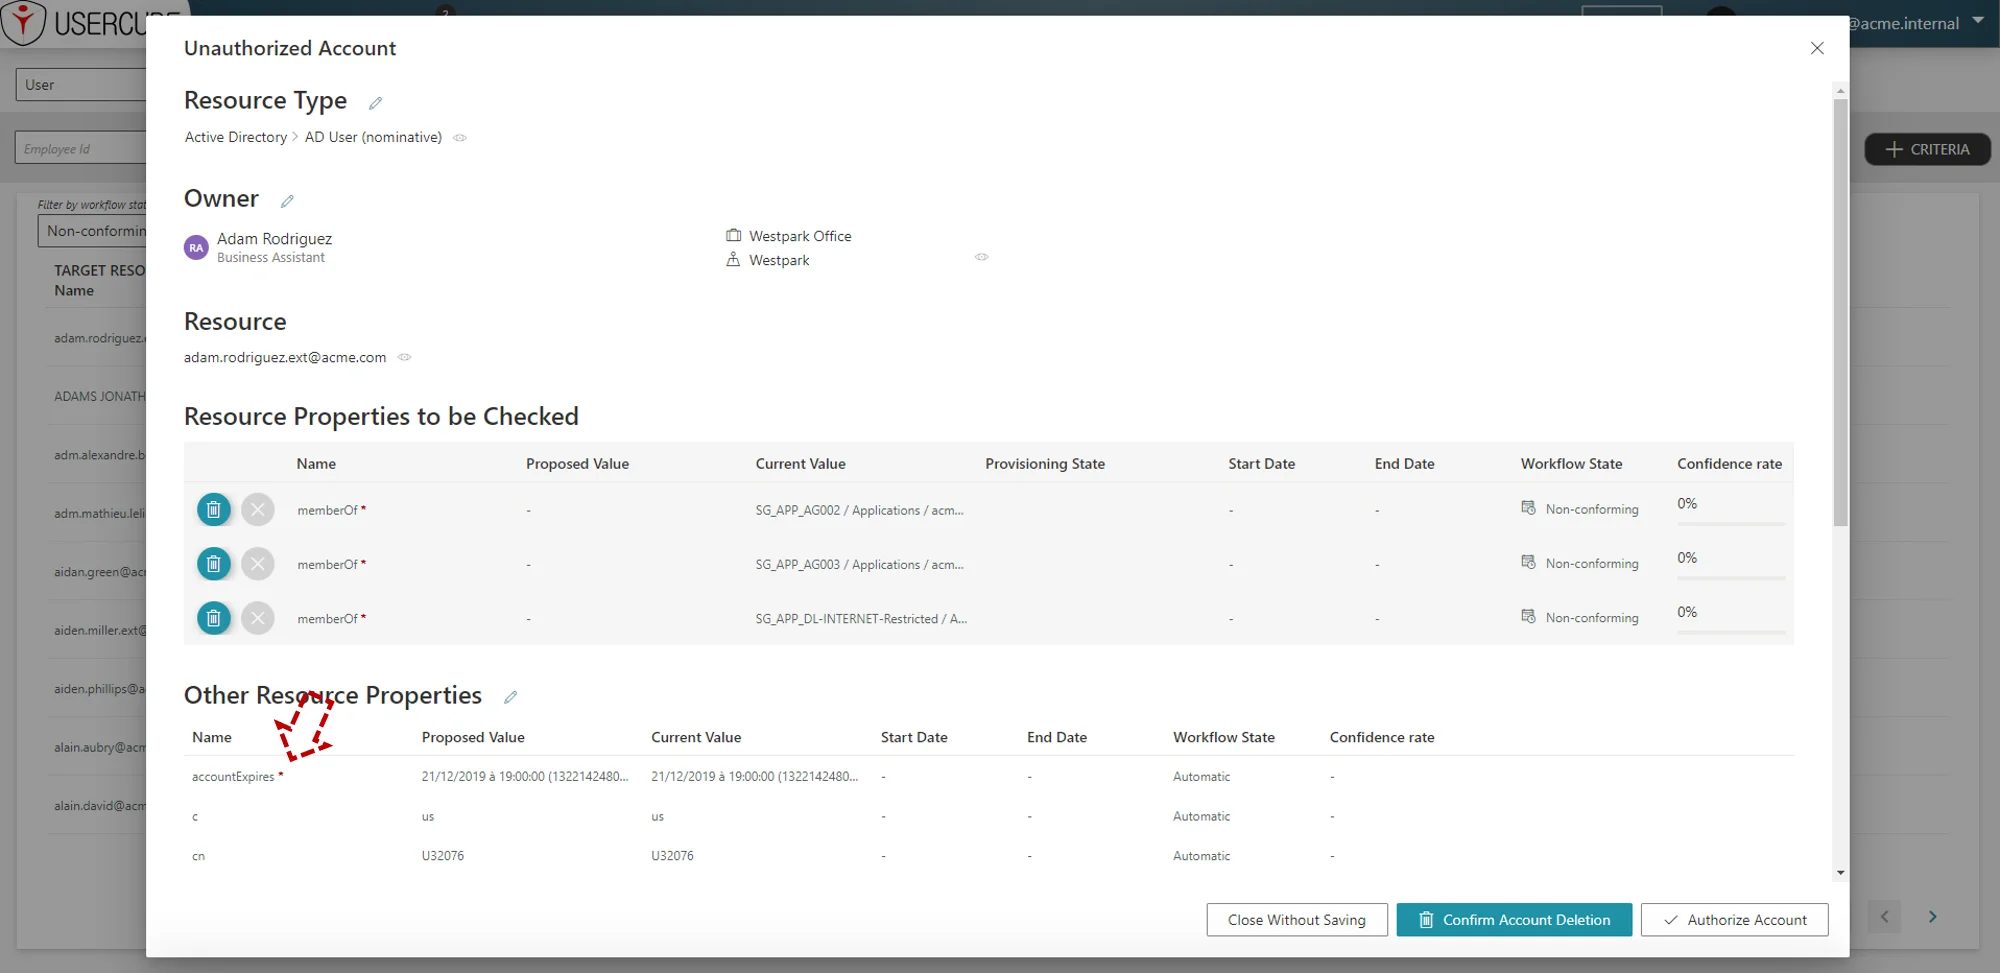 USERCU
@acme.internal
Unauthorized Account
User
Resource Type
Active Directory > AD User (nominative)
Employee Id
CRITERIA
Owner
Filter by workflow stat
Non-conformin
RA
Adam Rodriguez
Business Assistant
Westpark Office
Westpark
TARGET RESO
Name
Resource
adam.rodriguez.
adam.rodriguez.ext@acme.com
ADAMS JONATH
Resource Properties to be Checked
adm.alexandre.b
Name Proposed Value Current Value Provisioning State Start Date End Date Workflow State Confidence rate
memberOf * - SG_APP_AG002 / Applications / acm... - - Non-conforming 0%
adm.mathieu.leli
memberOf * - SG_APP_AG003 / Applications / acm... - - Non-conforming 0%
aidan.green@ac
memberOf * - SG_APP_DL-INTERNET-Restricted / A... - - Non-conforming 0%
aiden.miller.ext@
Other Resource Properties
aiden.phillips@a
Name Proposed Value Current Value Start Date End Date Workflow State Confidence rate
alain.aubry@acm
accountExpires * 21/12/2019 à 19:00:00 (1322142480... 21/12/2019 à 19:00:00 (1322142480... - - Automatic -
alain.david@acm
c us us - - Automatic -
cn U32076 U32076 - - Automatic -
Close Without Saving Confirm Account Deletion Authorize Account